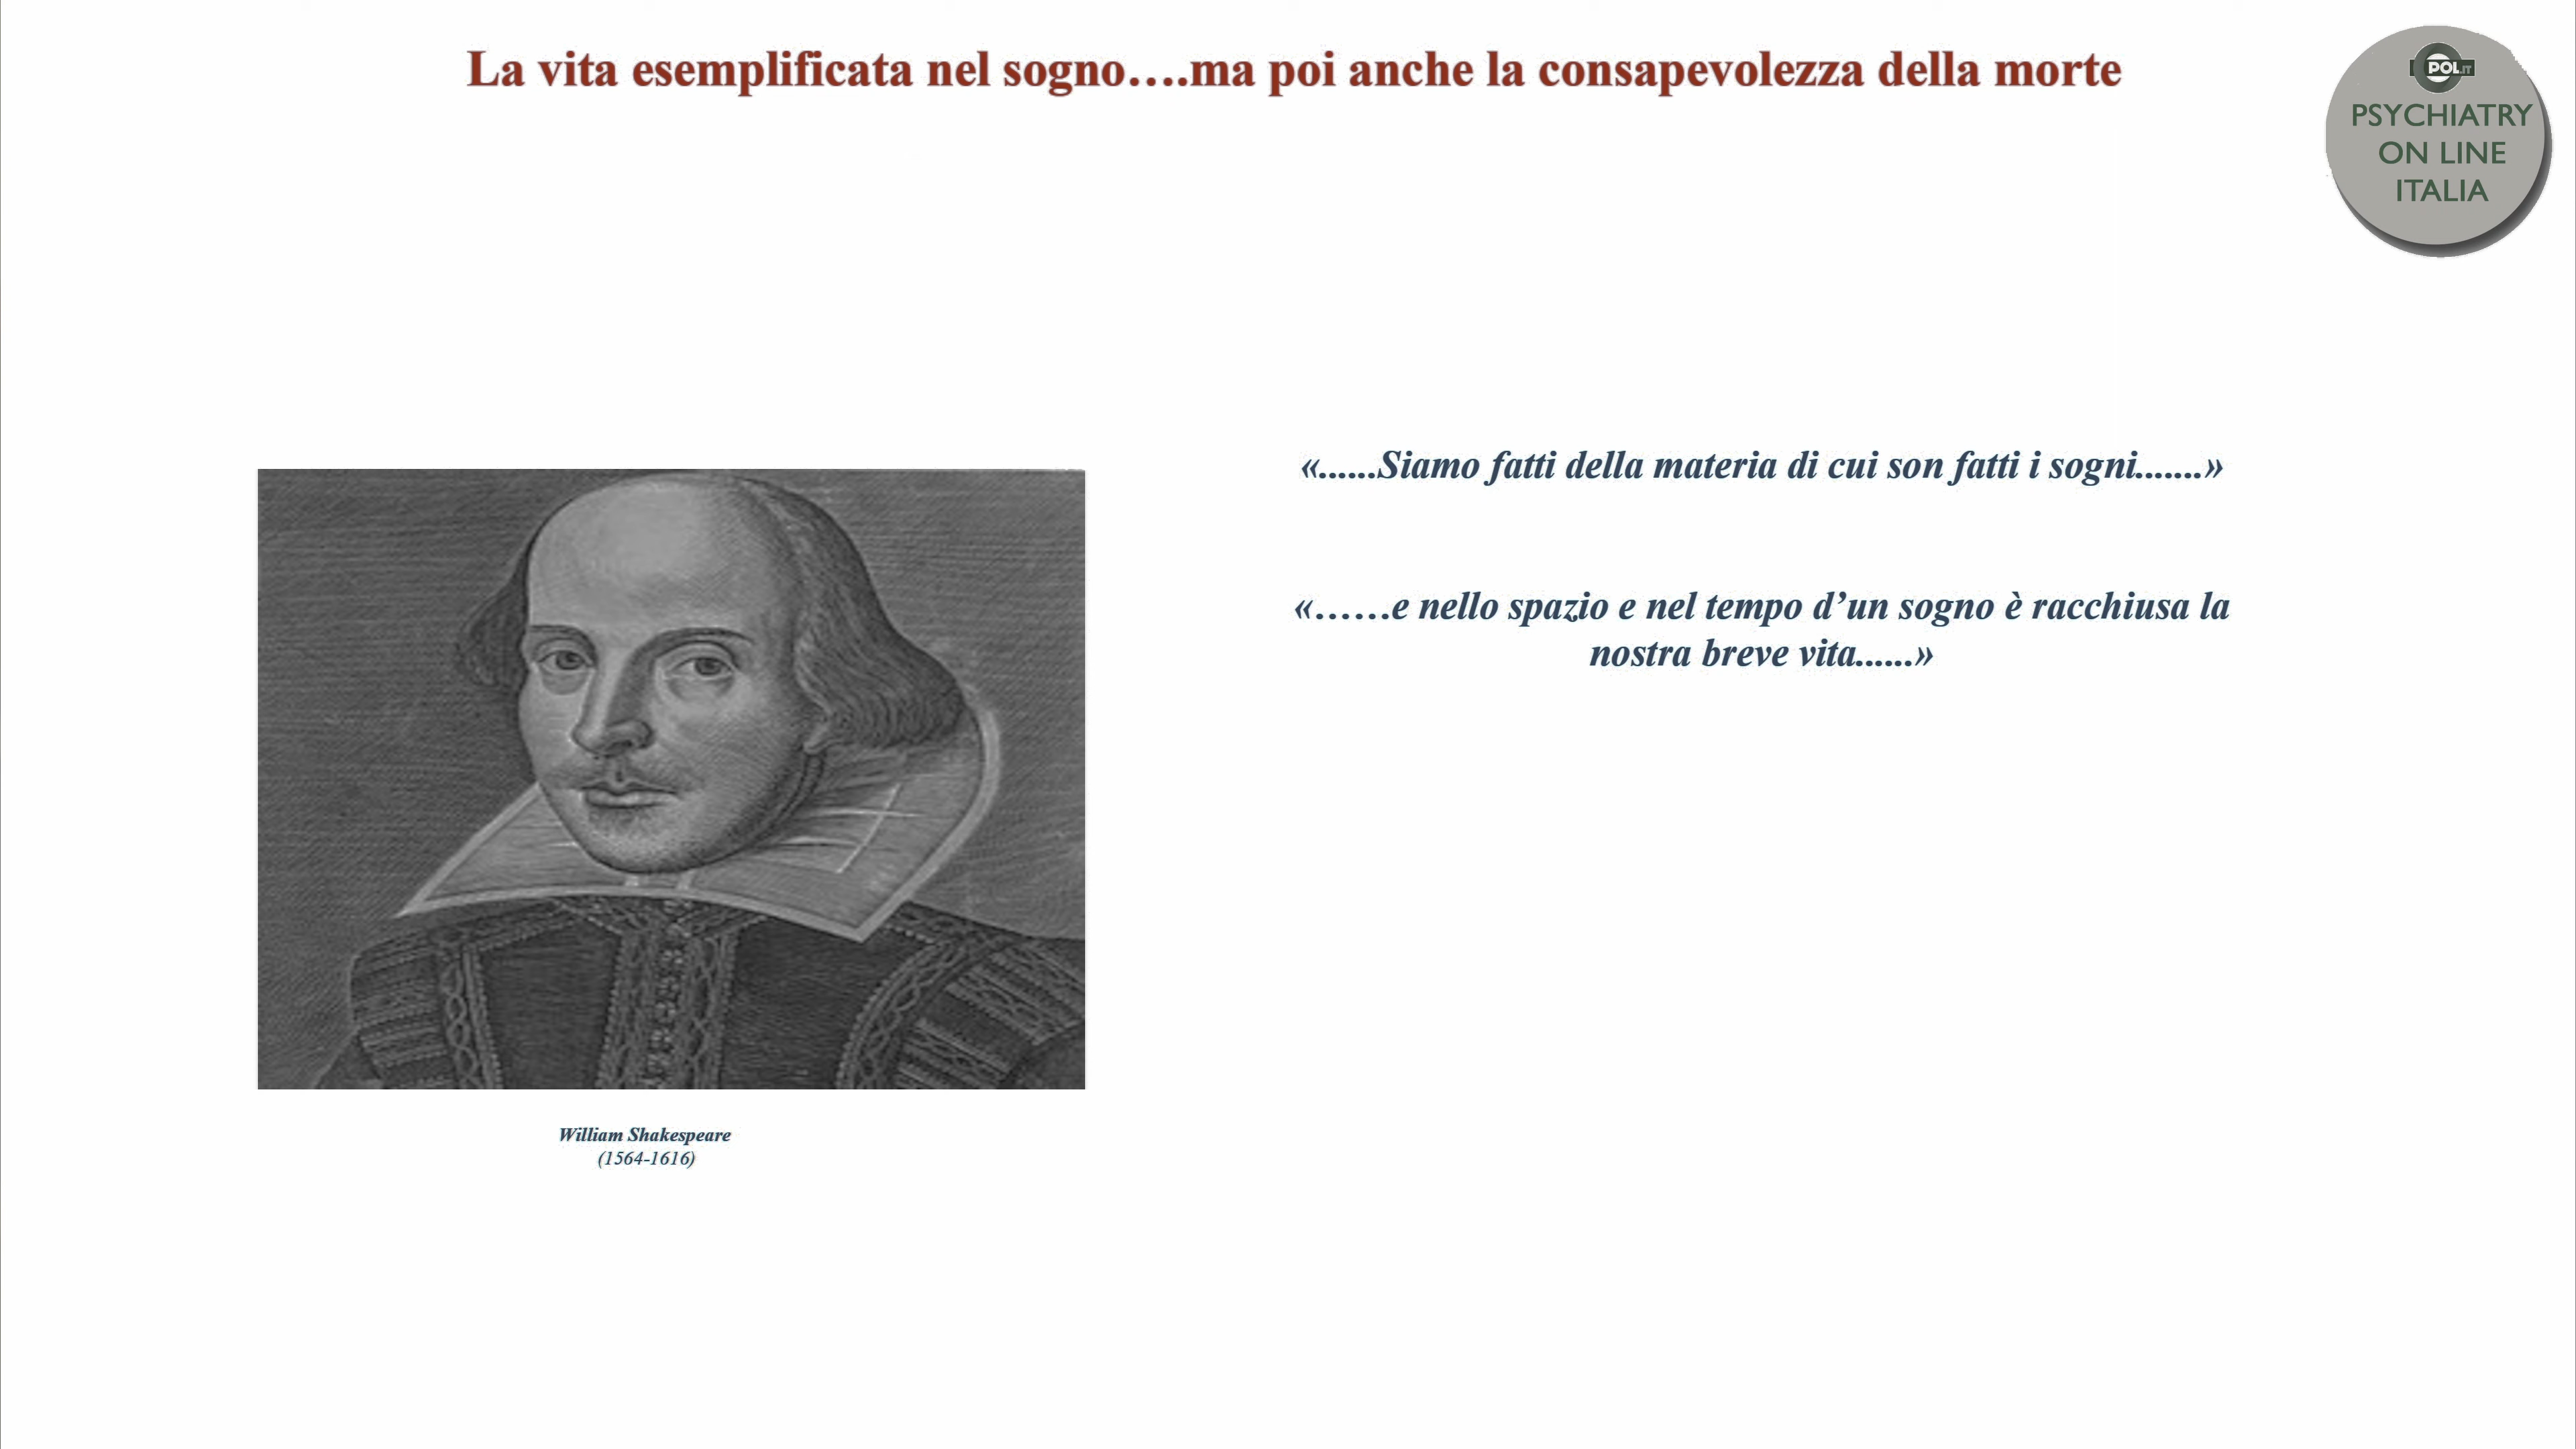 La vita esemplificata nel sogno….ma poi anche la consapevolezza della morte
POL.IT
PSYCHIATRY
ON LINE
ITALIA
«......Siamo fatti della materia di cui son fatti i sogni.......»
«……e nello spazio e nel tempo d’un sogno è racchiusa la
nostra breve vita......»
William Shakespeare
(1564-1616)